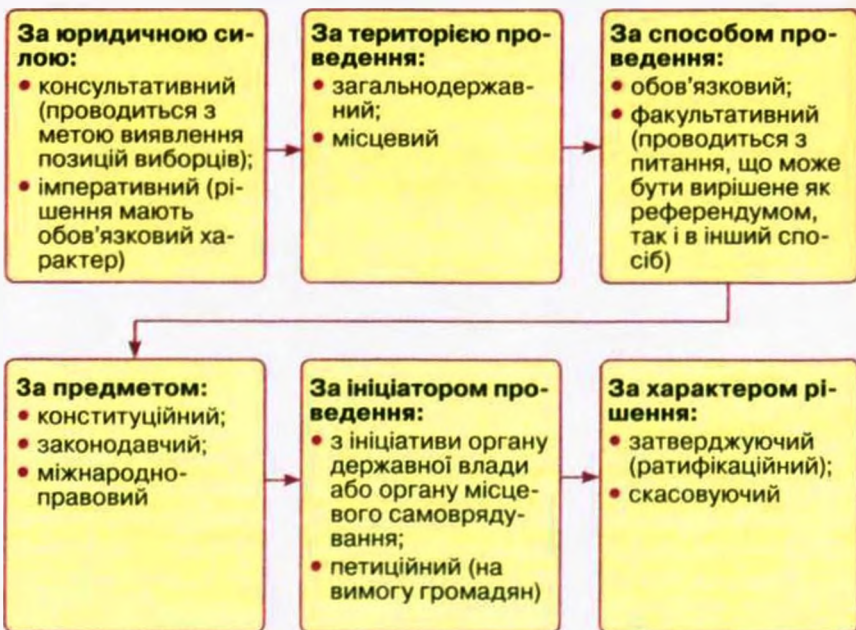 За юридичною си-
лою:
• консультативний
(проводиться з
метою виявлення
позицій виборців);
• імперативний (рі-
шення мають
обов'язковий ха-
рактер)
За територією про-
ведення:
• загальнодержав-
ний;
• місцевий
За способом про-
ведення:
• обов'язковий;
• факультативний
(проводиться з
питання, що може
бути вирішене як
референдумом,
так і в інший спо-
сіб)
За предметом:
• конституційний;
• законодавчий;
• міжнародно-
правовий
За ініціатором про-
ведення:
• з ініціативи органу
державної влади
або органу місце-
вого самовряду-
вання;
• петиційний (на
вимогу громадян)
За характером рі-
шення:
• затверджуючий
(ратифікаційний);
• скасовуючий